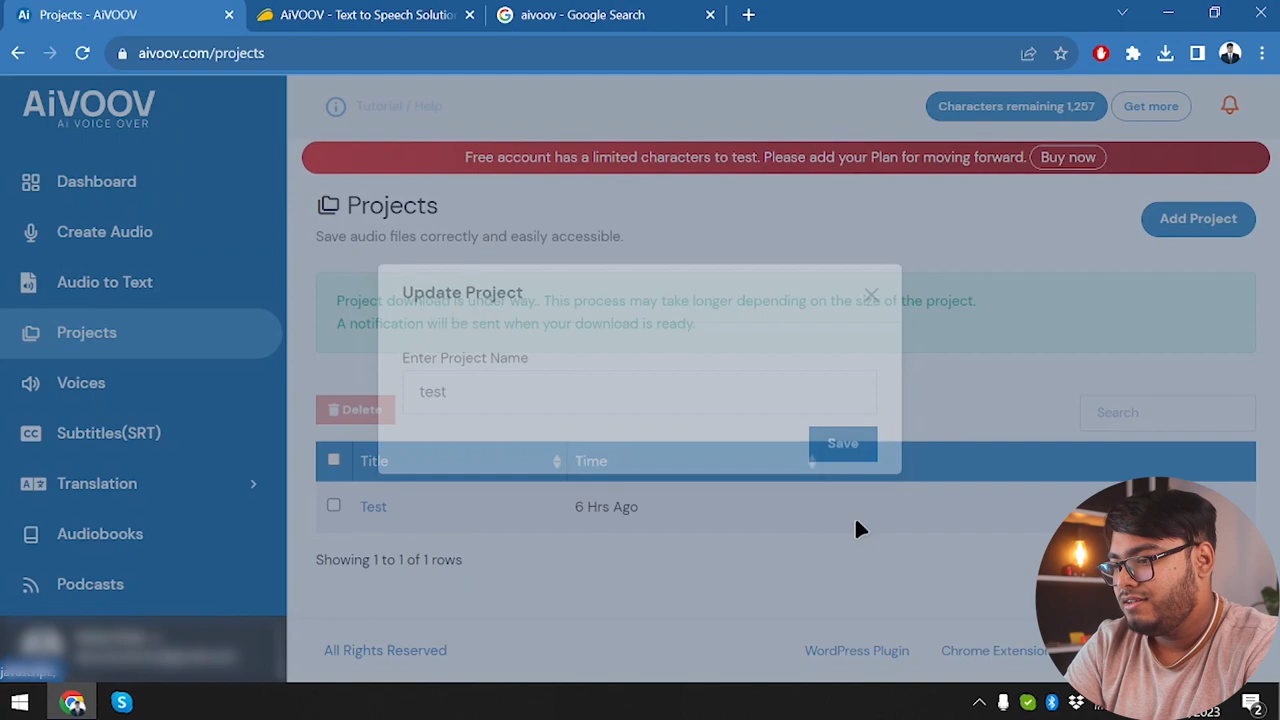 Projects - AiVOOV
AiVOOV - Text to Speech Solution
aivoov - Google Search
aivoov.com/projects
AiVOOV
Ai VOICE OVER
Tutorial / Help
Characters remaining 1,257
Get more
Free account has a limited characters to test. Please add your Plan for moving forward.
Buy now
Dashboard
Create Audio
Audio to Text
Projects
Voices
CC
Subtitles(SRT)
Translation
Audiobooks
Podcasts
Projects
Save audio files correctly and easily accessible.
Add Project
Update Project
Project download is under way.. This process may take longer depending on the size of the project.
A notification will be sent when your download is ready.
Enter Project Name
test
Delete
Search
Save
Title
Time
Test
6 Hrs Ago
Showing 1 to 1 of 1 rows
All Rights Reserved
WordPress Plugin
Chrome Extension
javascript:
2